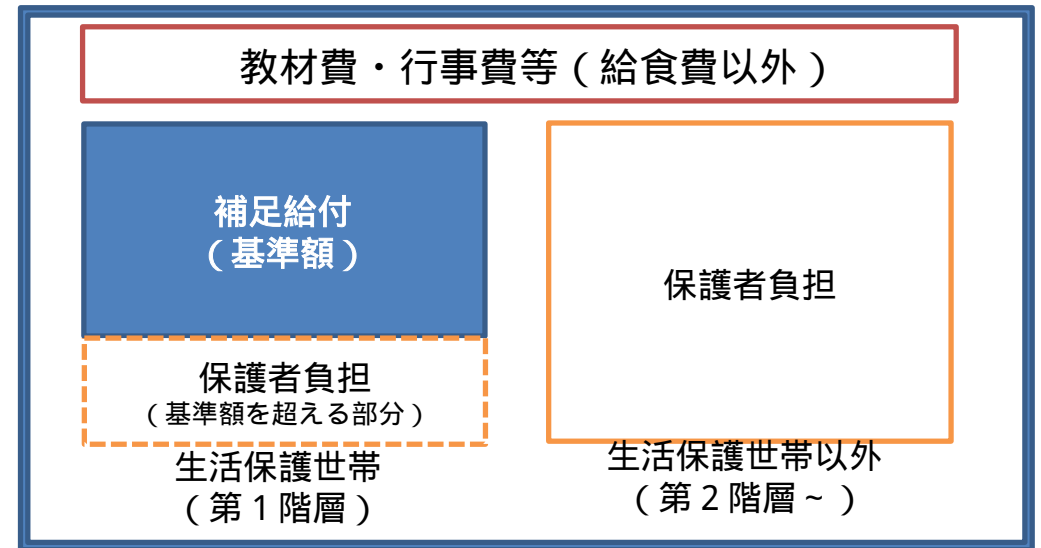 教材費・行事費等（給食費以外）
補足給付
（基準額）
保護者負担
（基準額を超える部分）
生活保護世帯
（第１階層）
保護者負担
生活保護世帯以外
（第２階層～）